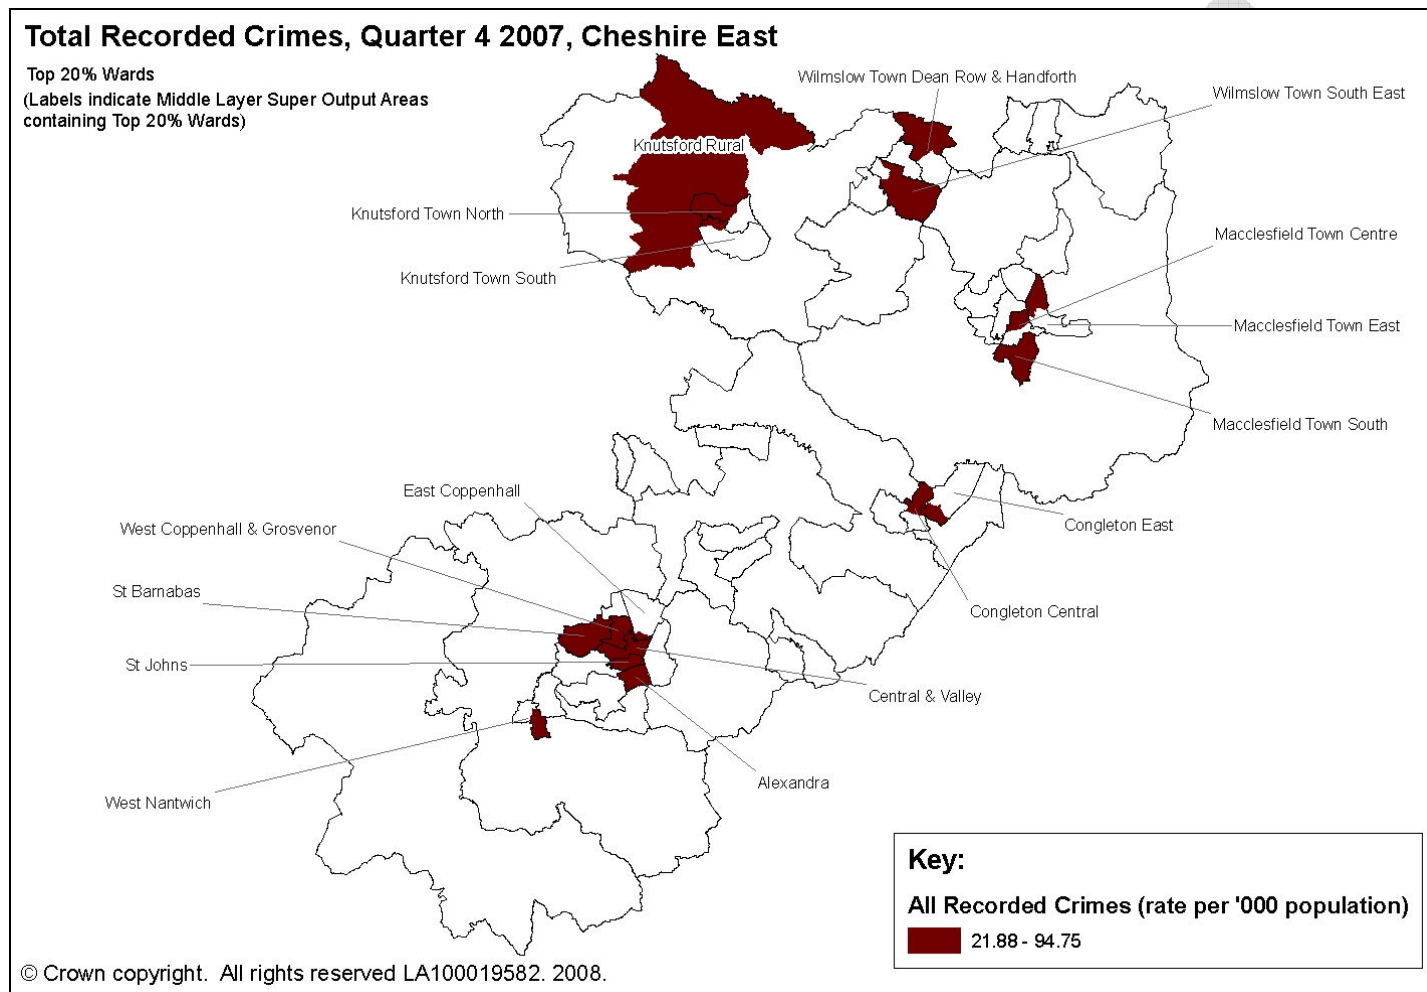 Total Recorded Crimes, Quarter 4 2007, Cheshire East
Top 20% Wards
(Labels indicate Middle Layer Super Output Areas
containing Top 20% Wards)
Wilmslow Town Dean Row & Handforth
Wilmslow Town South East
Knutsford Rural
Knutsford Town North
Macclesfield Town Centre
Knutsford Town South
Macclesfield Town East
Macclesfield Town South
East Coppenhall
West Coppenhall & Grosvenor
Congleton East
St Barnabas
Congleton Central
St Johns
Central & Valley
Alexandra
West Nantwich
Key:
All Recorded Crimes (rate per '000 population)
21.88 - 94.75
© Crown copyright. All rights reserved LA100019582. 2008.